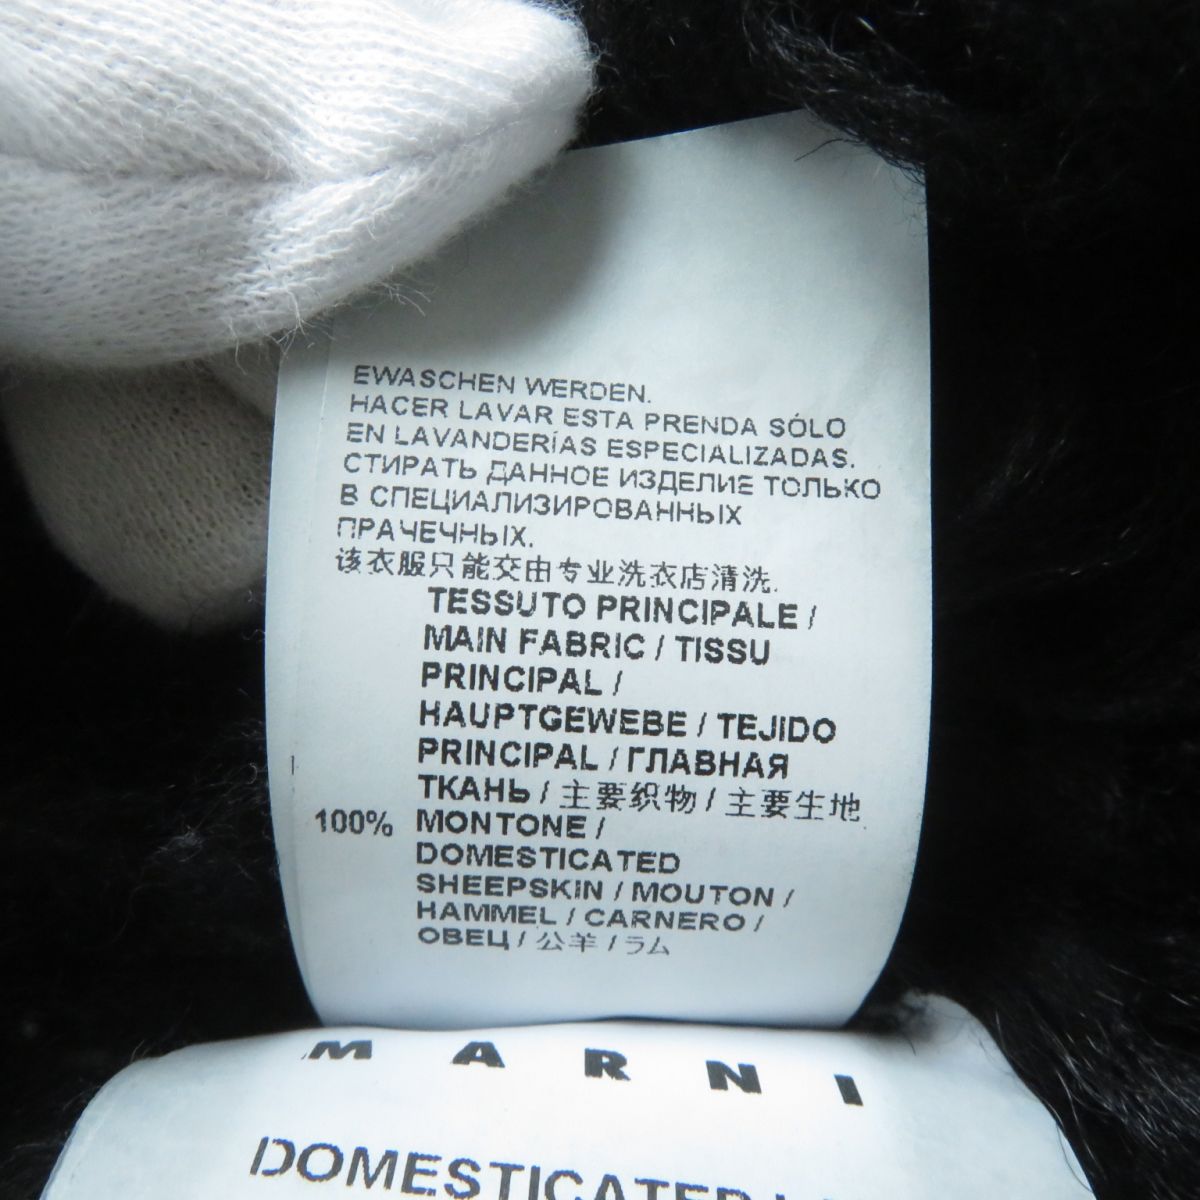 EWASCHEN WERDEN.
HACER LAVAR ESTA PRENDA SÓLO
EN LAVANDERÍAS ESPECIALIZADAS.
СТИРАТЬ ДАННОЕ ИЗДЕЛИЕ ТОЛЬКО
В СПЕЦИАЛИЗИРОВАННЫХ
ПРАЧЕЧНЫХ.
该衣服只能交由专业洗衣店清洗.
TESSUTO PRINCIPALE /
MAIN FABRIC / TISSU
PRINCIPAL /
HAUPTGEWEBE / TEJIDO
PRINCIPAL / ГЛАВНАЯ
ТКАНЬ / 主要织物 / 主要生地
100% MONTONE /
DOMESTICATED
SHEEPSKIN / MOUTON /
HAMMEL / CARNERO /
ОВЕЦ / 公羊 / ラム
MARNI
DOMESTICATED